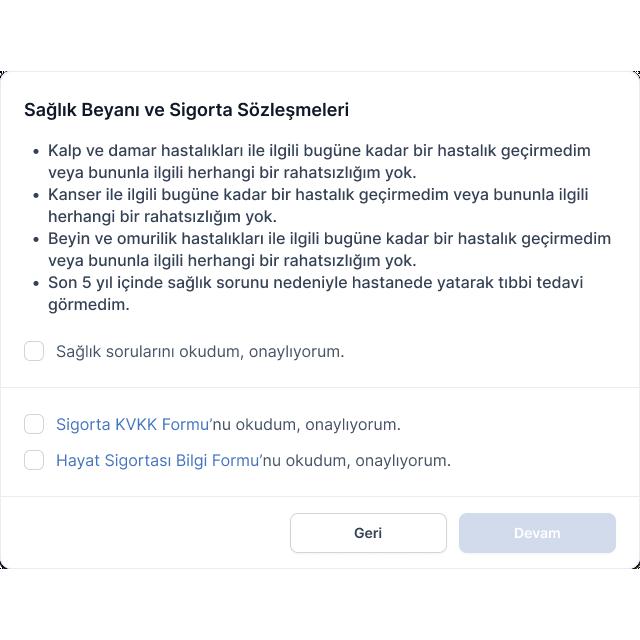 Sağlık Beyanı ve Sigorta Sözleşmeleri
• Kalp ve damar hastalıkları ile ilgili bugüne kadar bir hastalık geçirmedim
veya bununla ilgili herhangi bir rahatsızlığım yok.
• Kanser ile ilgili bugüne kadar bir hastalık geçirmedim veya bununla ilgili
herhangi bir rahatsızlığım yok.
• Beyin ve omurilik hastalıkları ile ilgili bugüne kadar bir hastalık geçirmedim
veya bununla ilgili herhangi bir rahatsızlığım yok.
• Son 5 yıl içinde sağlık sorunu nedeniyle hastanede yatarak tıbbi tedavi
görmedim.
Sağlık sorularını okudum, onaylıyorum.
Sigorta KVKK Formu’nu okudum, onaylıyorum.
Hayat Sigortası Bilgi Formu’nu okudum, onaylıyorum.
Geri
Devam